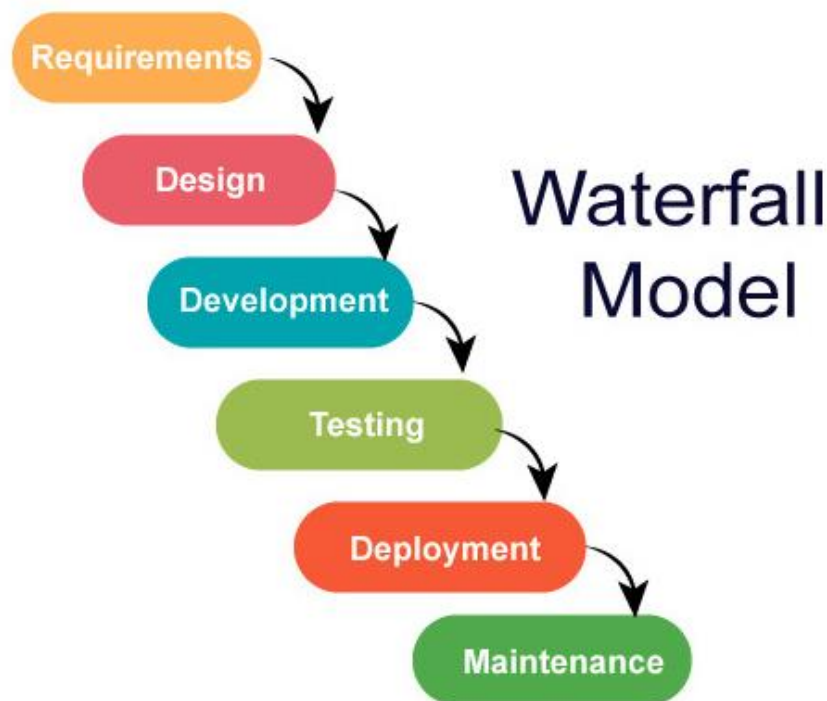 Requirements
Design
Waterfall
Model
Development
Testing
Deployment
Maintenance